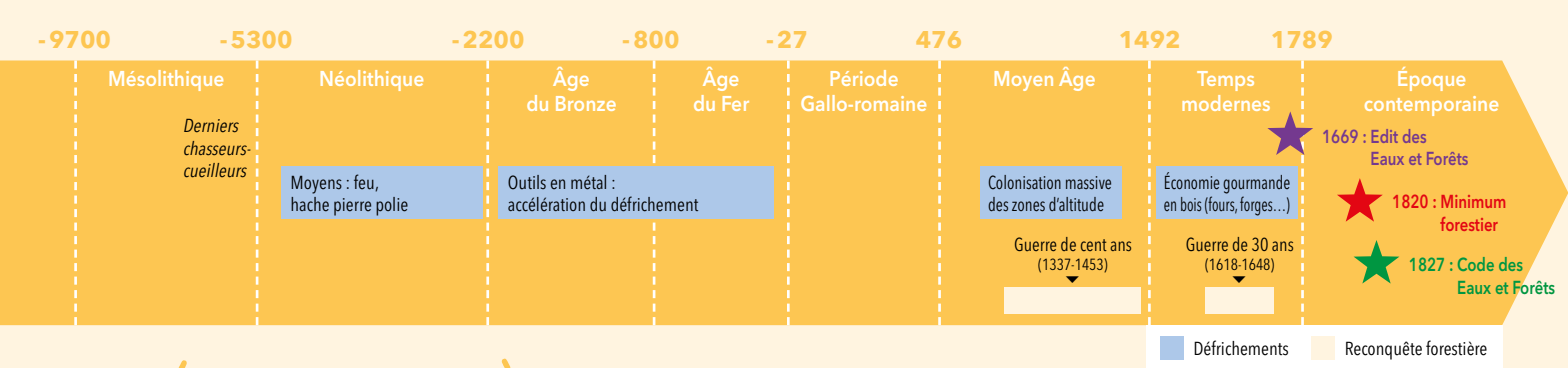 -9700
-5300
-2200
-800
-27
476
1492
1789
Mésolithique
Néolithique
Âge
du Bronze
Âge
du Fer
Période
Gallo-romaine
Moyen Âge
Temps
modernes
Époque
contemporaine
Derniers
chasseurs-
cueilleurs
Moyens : feu,
hache pierre polie
Outils en métal :
accélération du défrichement
Colonisation massive
des zones d'altitude
Économie gourmande
en bois (fours, forges…)
Guerre de cent ans
(1337-1453)
Guerre de 30 ans
(1618-1648)
1669 : Edit des
Eaux et Forêts
1820 : Minimum
forestier
1827 : Code des
Eaux et Forêts
Défrichements
Reconquête forestière